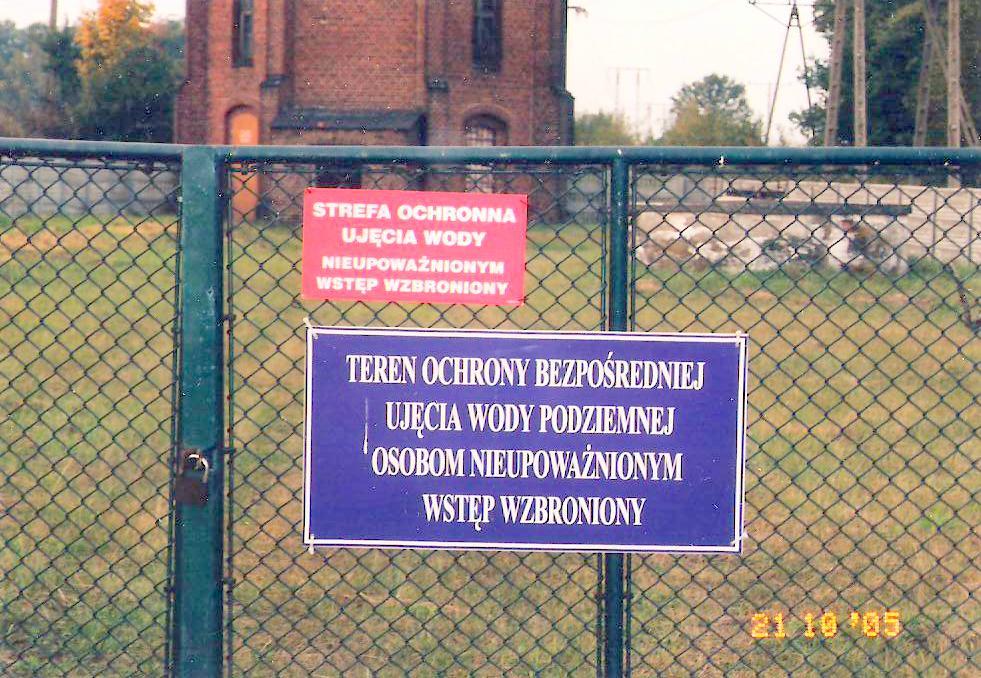 STREFA OCHRONNA
UJĘCIA WODY
NIEUPOWAŻNIONYM
WSTĘP WZBRONIONY
TEREN OCHRONY BEZPOŚREDNIEJ
UJĘCIA WODY PODZIEMNEJ
OSOBOM NIEUPOWAŻNIONYM
WSTĘP WZBRONIONY
21 10 '05